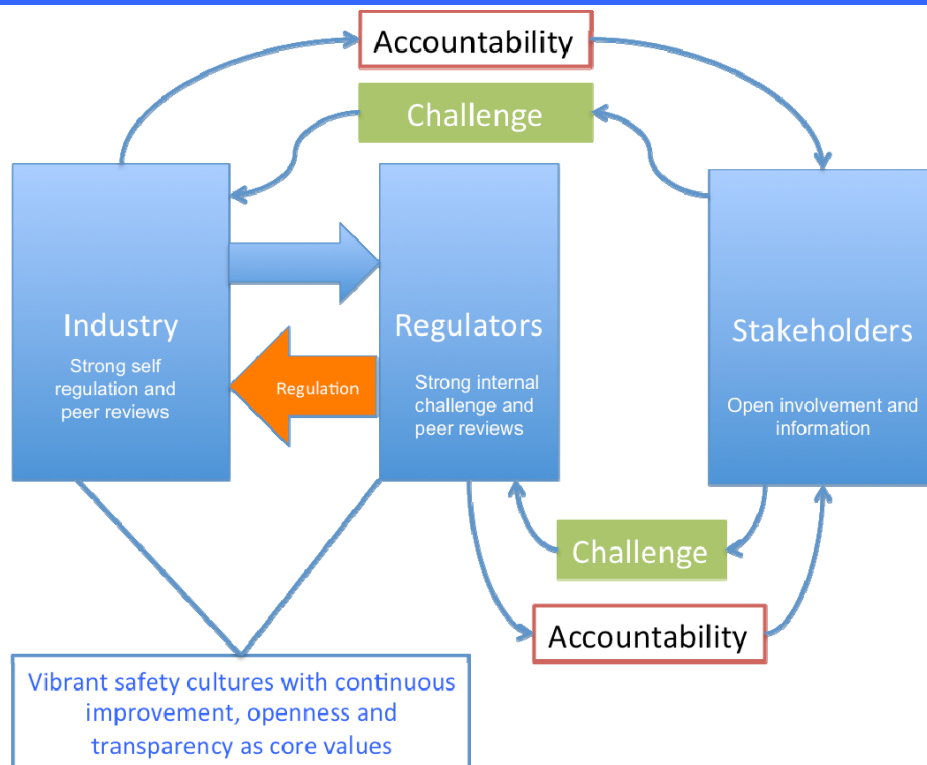 Accountability
Challenge
Industry
Strong self
regulation and
peer reviews
Regulation
Regulators
Strong internal
challenge and
peer reviews
Stakeholders
Open involvement and
information
Challenge
Accountability
Vibrant safety cultures with continuous
improvement, openness and
transparency as core values